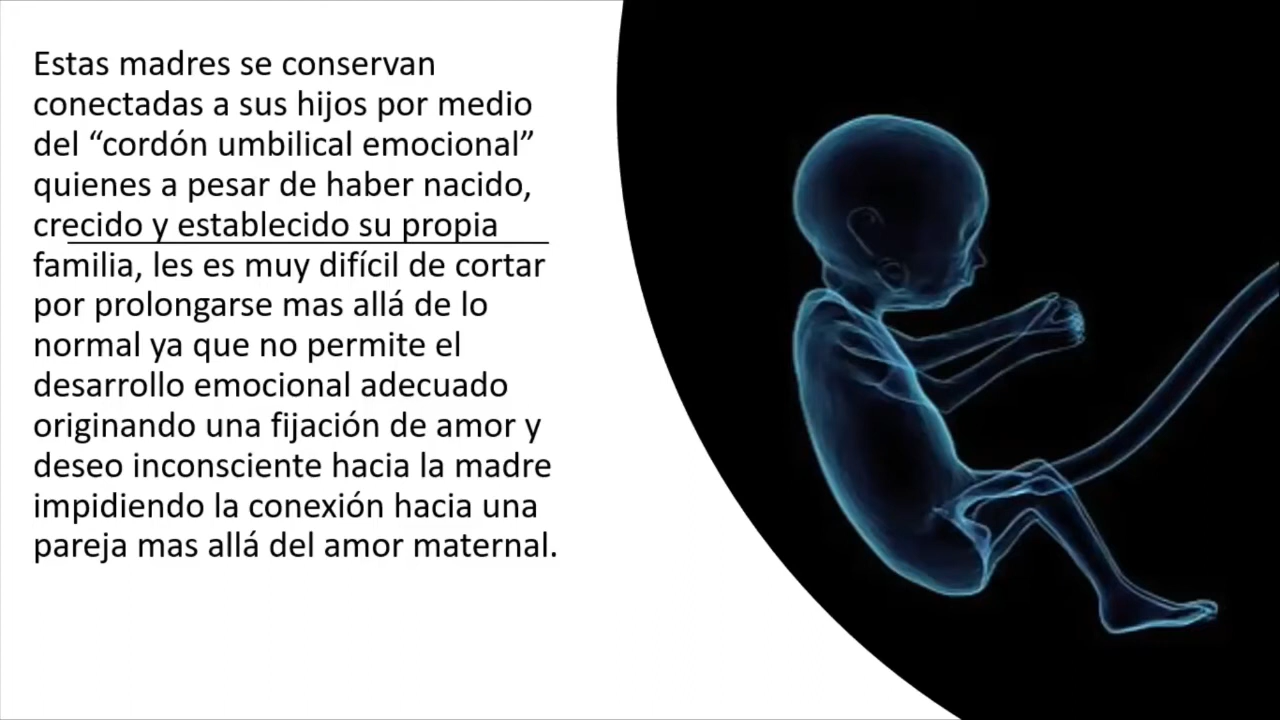 Estas madres se conservan
conectadas a sus hijos por medio
del “cordón umbilical emocional”
quienes a pesar de haber nacido,
crecido y establecido su propia
familia, les es muy difícil de cortar
por prolongarse mas allá de lo
normal ya que no permite el
desarrollo emocional adecuado
originando una fijación de amor y
deseo inconsciente hacia la madre
impidiendo la conexión hacia una
pareja mas allá del amor maternal.